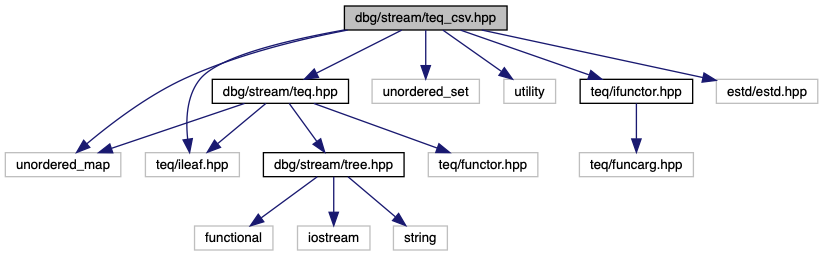 dbg/stream/teq_csv.hpp
dbg/stream/teq.hpp
unordered_set
utility
teq/ifunctor.hpp
estd/estd.hpp
unordered_map
teq/ileaf.hpp
dbg/stream/tree.hpp
teq/functor.hpp
teq/funcarg.hpp
functional
iostream
string